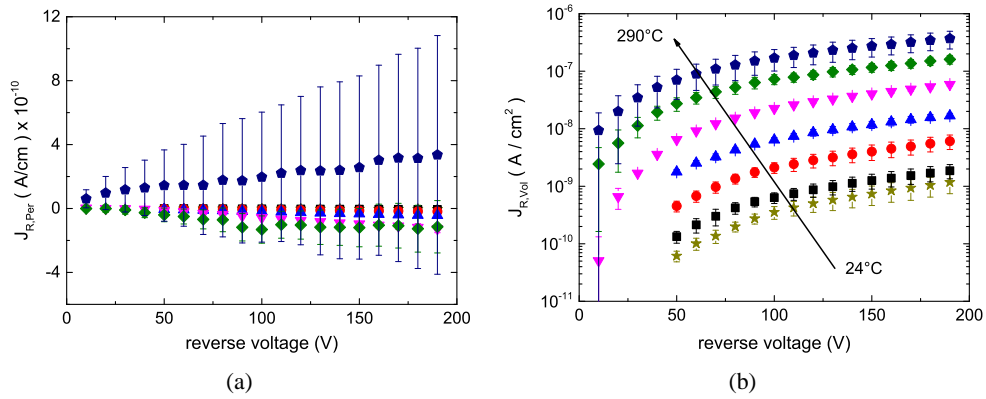 (a)
12
8
4
0
-4
0
50
100
150
200
J_R,Per ( A/cm ) x 10^-10
reverse voltage (V)
(b)
10^-6
10^-7
10^-8
10^-9
10^-10
10^-11
0
50
100
150
200
J_R,Vol ( A / cm^2 )
290°C
24°C
reverse voltage (V)
(a)
(b)